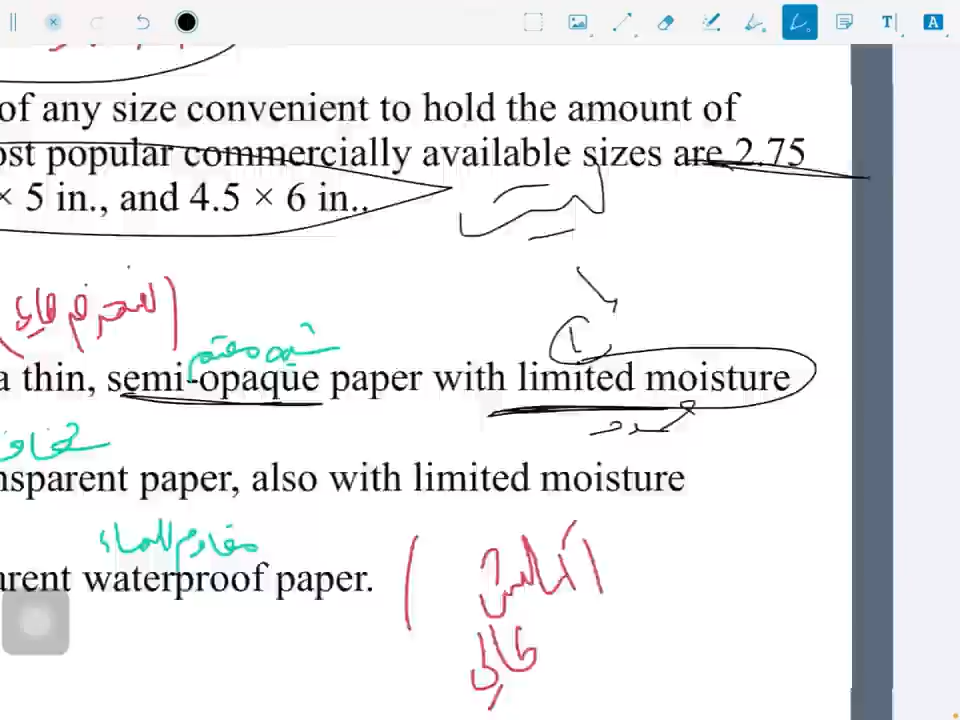 of any size convenient to hold the amount of
ost popular commercially available sizes are 2.75
× 5 in., and 4.5 × 6 in..
شبه معتم
a thin, semi-opaque paper with limited moisture
محدود
شفاف
nsparent paper, also with limited moisture
مقاوم للماء
arent waterproof paper.